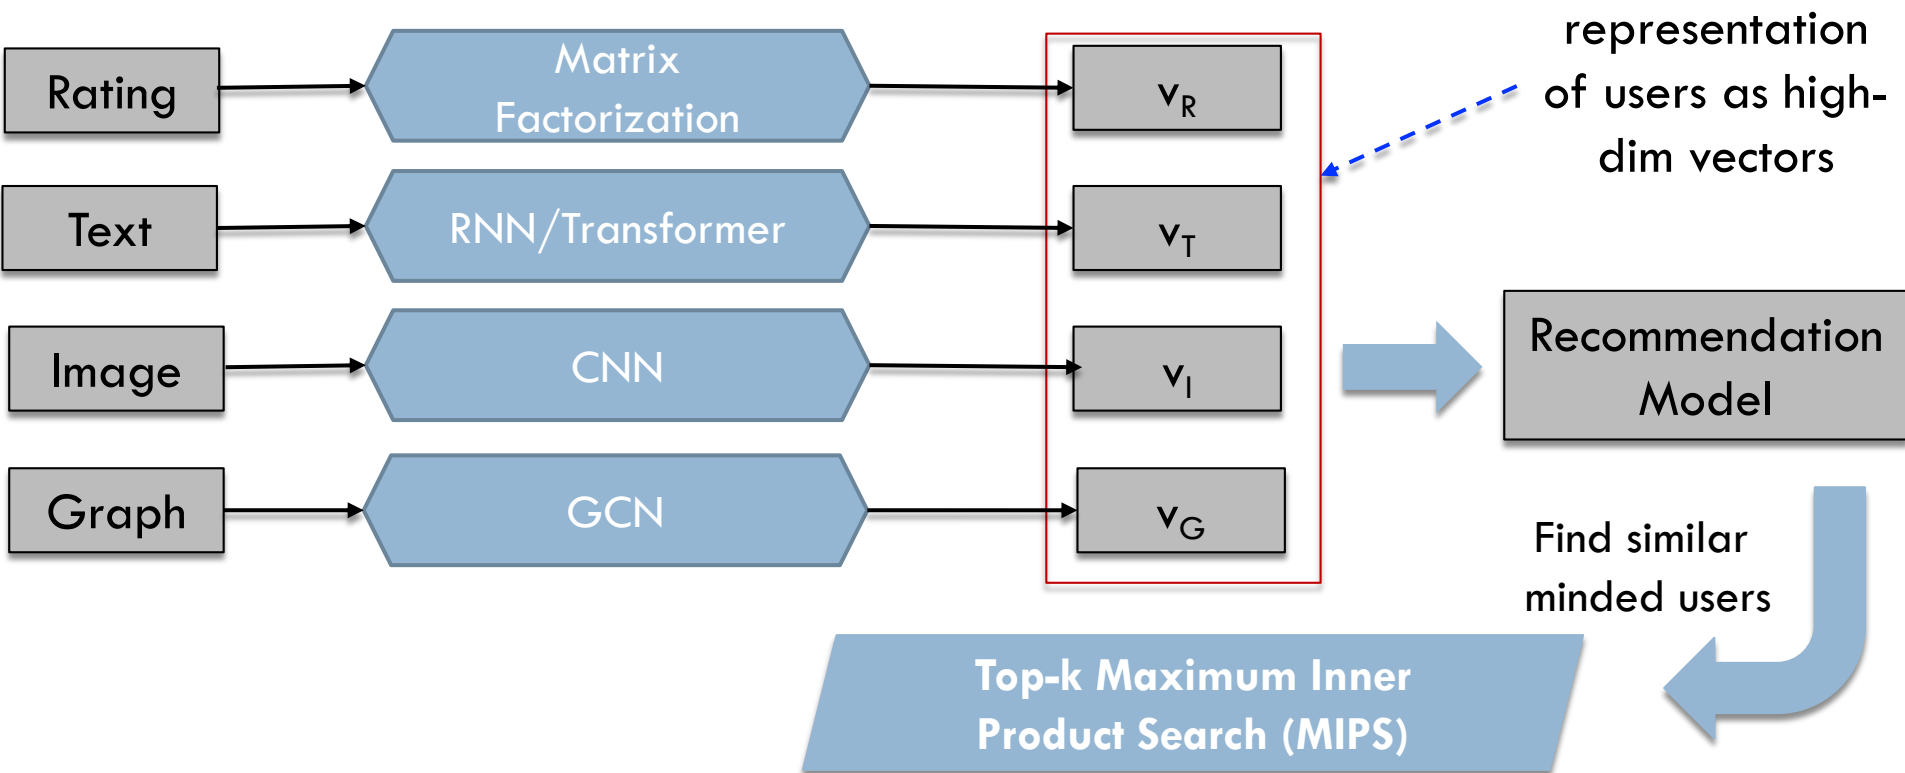 Rating
Matrix
Factorization
vR
representation
of users as high-
dim vectors
Text
RNN/Transformer
vT
Image
CNN
vI
Recommendation
Model
Graph
GCN
vG
Find similar
minded users
Top-k Maximum Inner
Product Search (MIPS)